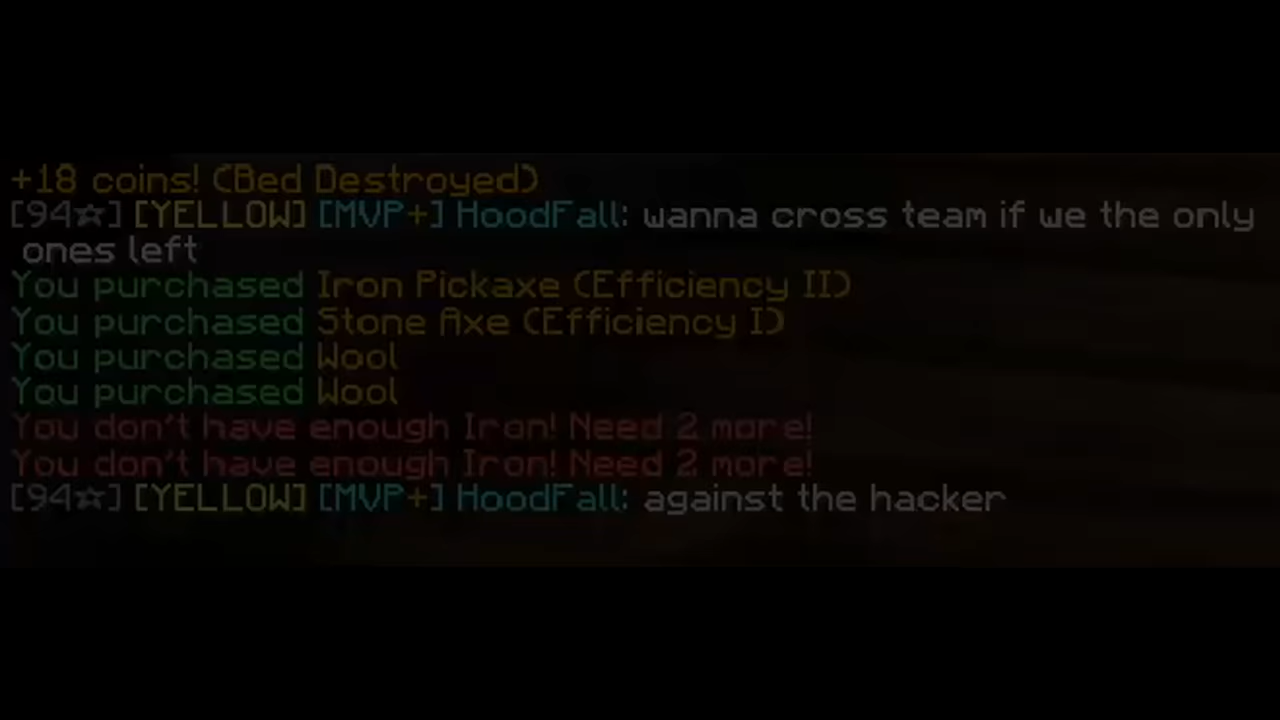 +18 coins! (Bed Destroyed)
[94☆] [YELLOW] [MVP+] HoodFall: wanna cross team if we the only
ones left
You purchased Iron Pickaxe (Efficiency II)
You purchased Stone Axe (Efficiency I)
You purchased Wool
You purchased Wool
You don't have enough Iron! Need 2 more!
You don't have enough Iron! Need 2 more!
[94☆] [YELLOW] [MVP+] HoodFall: against the hacker